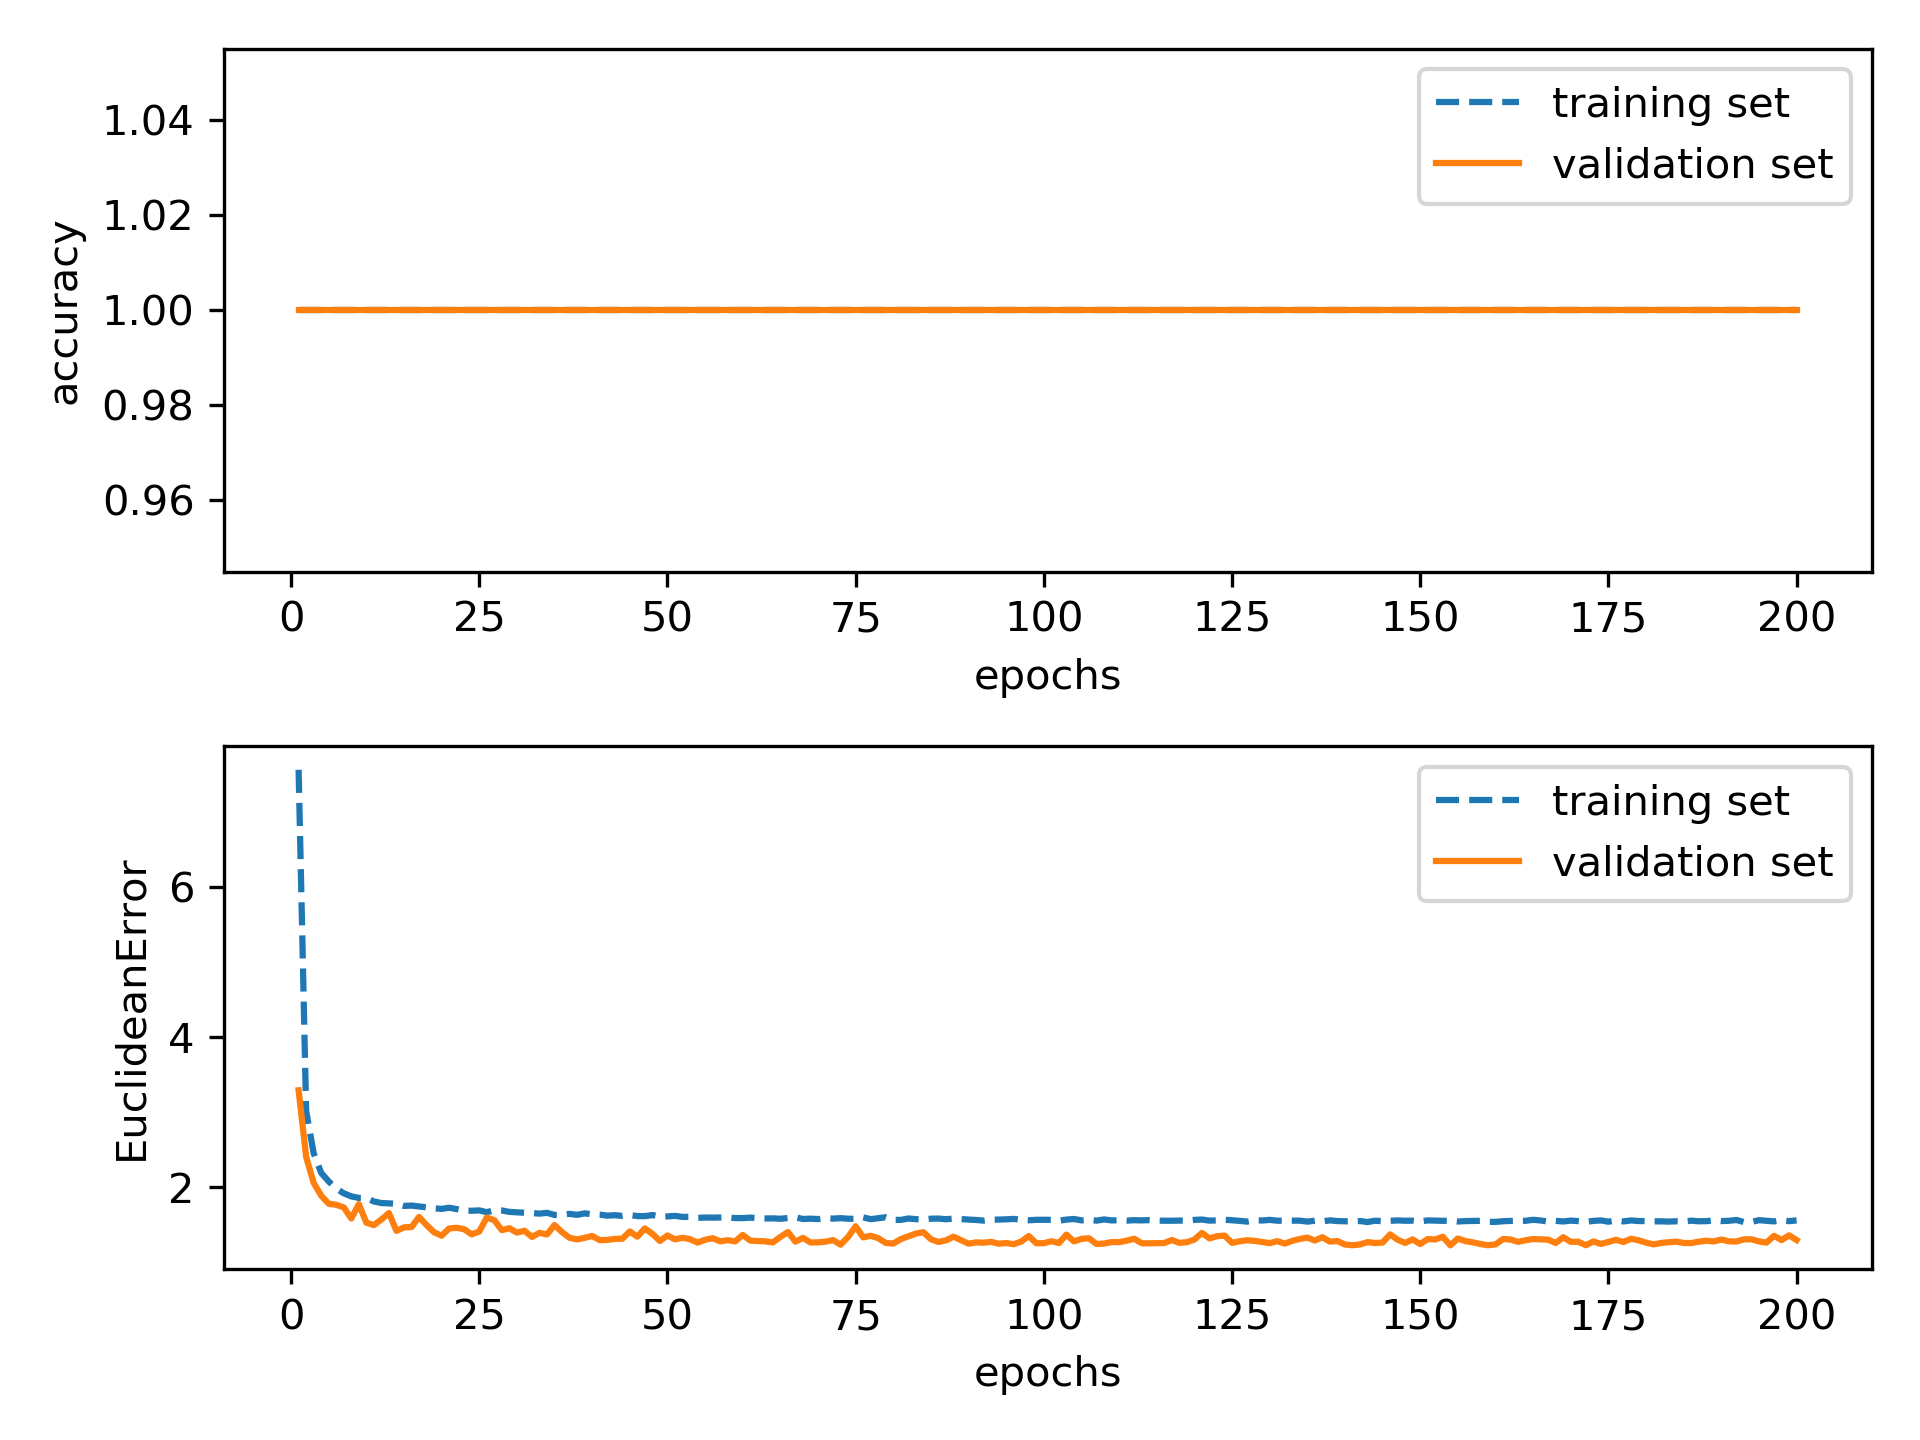 1.04
1.02
1.00
0.98
0.96
accuracy
training set
validation set
0 25 50 75 100 125 150 175 200
epochs
6
4
2
EuclideanError
training set
validation set
0 25 50 75 100 125 150 175 200
epochs